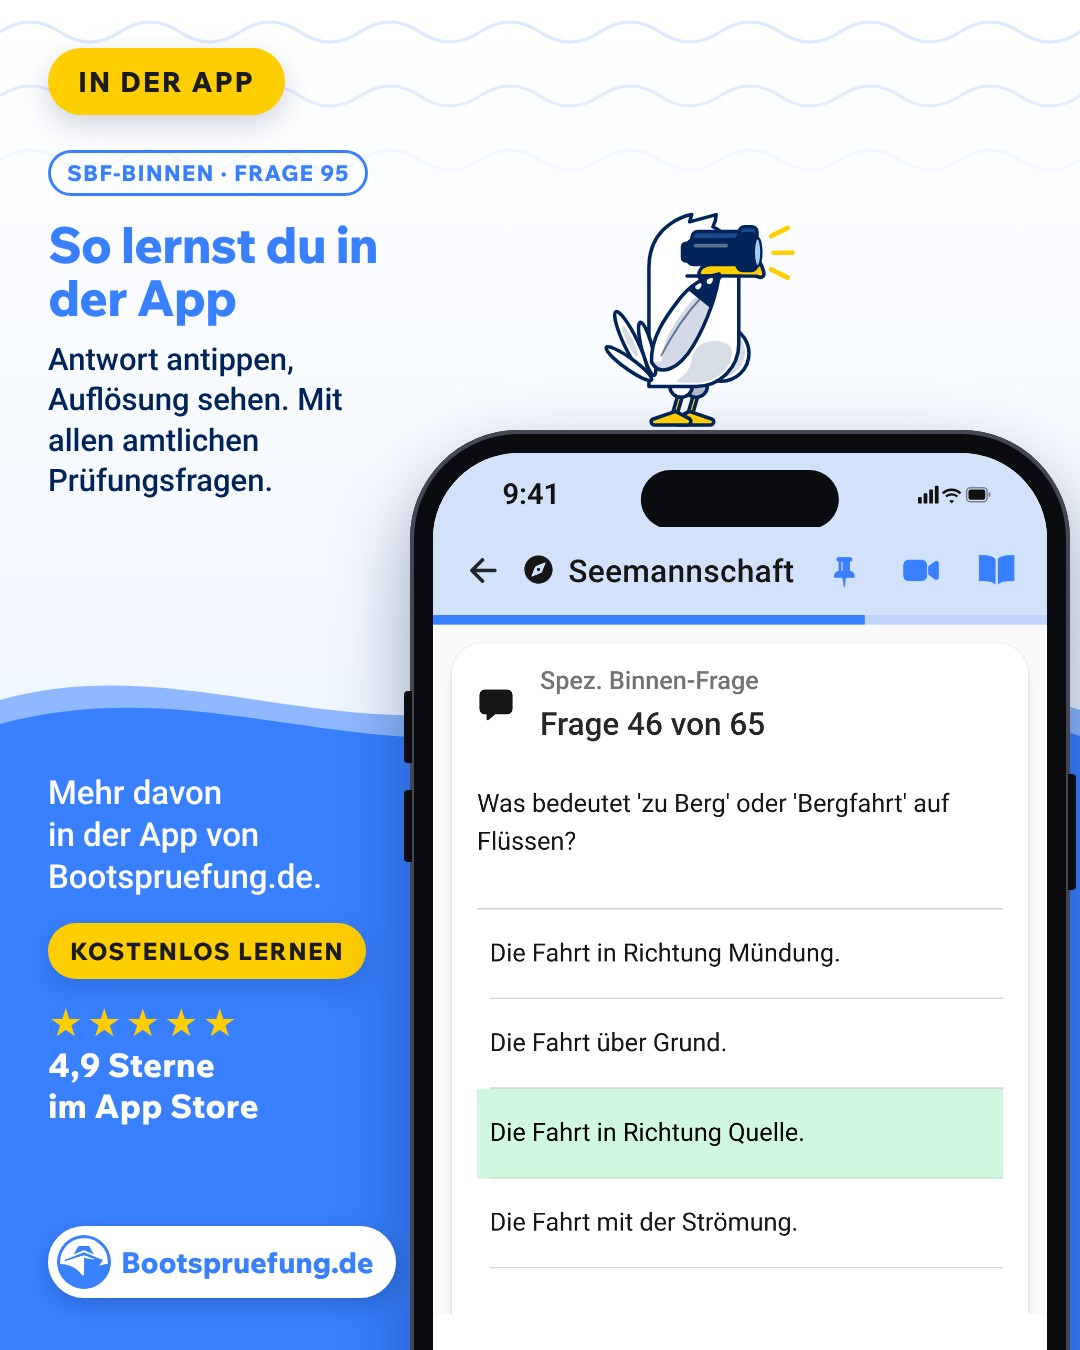 IN DER APP
SBF-BINNEN · FRAGE 95
So lernst du in
der App
Antwort antippen,
Auflösung sehen. Mit
allen amtlichen
Prüfungsfragen.
9:41
Seemannschaft
Spez. Binnen-Frage
Frage 46 von 65
Was bedeutet 'zu Berg' oder 'Bergfahrt' auf
Flüssen?
Die Fahrt in Richtung Mündung.
Die Fahrt über Grund.
Die Fahrt in Richtung Quelle.
Die Fahrt mit der Strömung.
Mehr davon
in der App von
Bootspruefung.de.
KOSTENLOS LERNEN
★★★★★
4,9 Sterne
im App Store
Bootspruefung.de